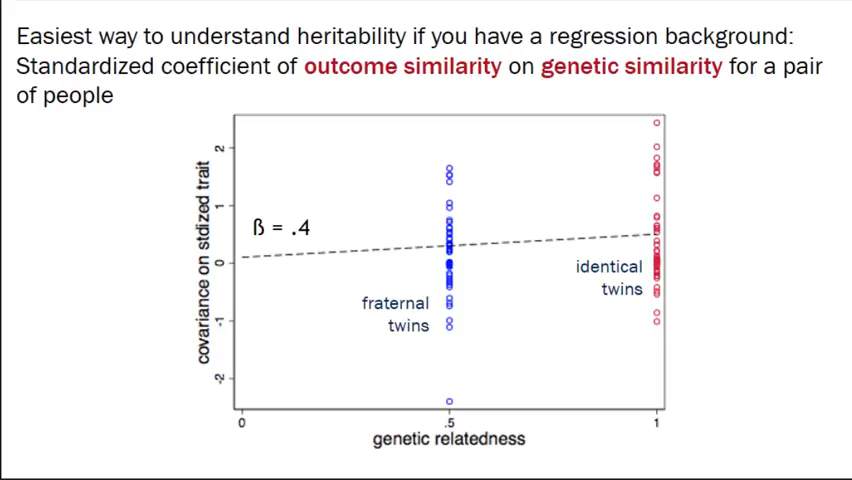 Easiest way to understand heritability if you have a regression background:
Standardized coefficient of outcome similarity on genetic similarity for a pair
of people
covariance on stdized trait
2
1
0
-1
-2
ß = .4
fraternal
twins
identical
twins
0
.5
1
genetic relatedness